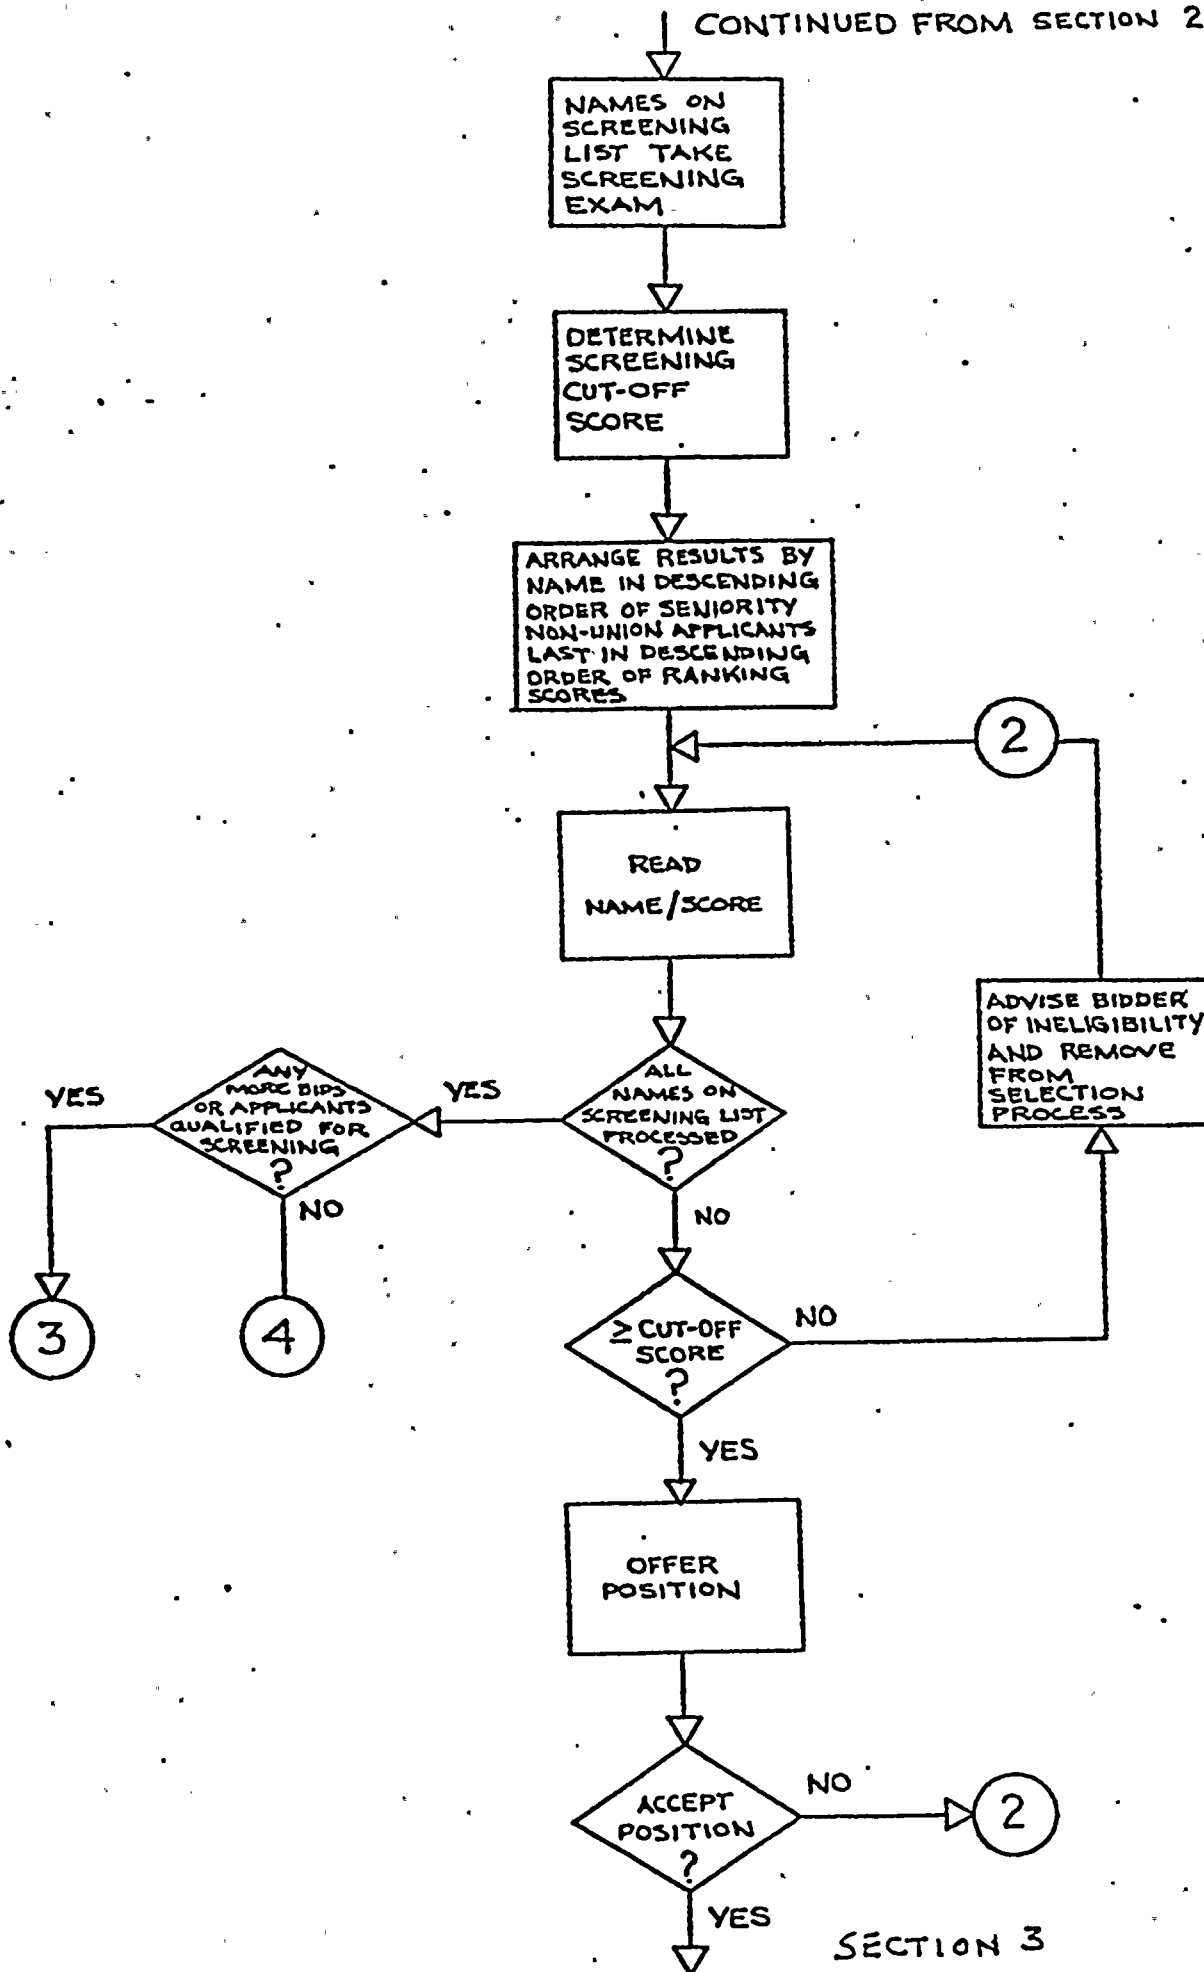 CONTINUED FROM SECTION 2
NAMES ON
SCREENING
LIST TAKE
SCREENING
EXAM
DETERMINE
SCREENING
CUT-OFF
SCORE
ARRANGE RESULTS BY
NAME IN DESCENDING
ORDER OF SENIORITY
NON-UNION APPLICANTS
LAST IN DESCENDING
ORDER OF RANKING
SCORES
2
READ
NAME/SCORE
ADVISE BIDDER
OF INELIGIBILITY
AND REMOVE
FROM
SELECTION
PROCESS
ALL
NAMES ON
SCREENING LIST
PROCESSED
?
YES
ANY
MORE BIDS
OR APPLICANTS
QUALIFIED FOR
SCREENING
?
YES
NO
NO
3
4
≥ CUT-OFF
SCORE
?
NO
YES
OFFER
POSITION
ACCEPT
POSITION
?
NO
2
YES
SECTION 3